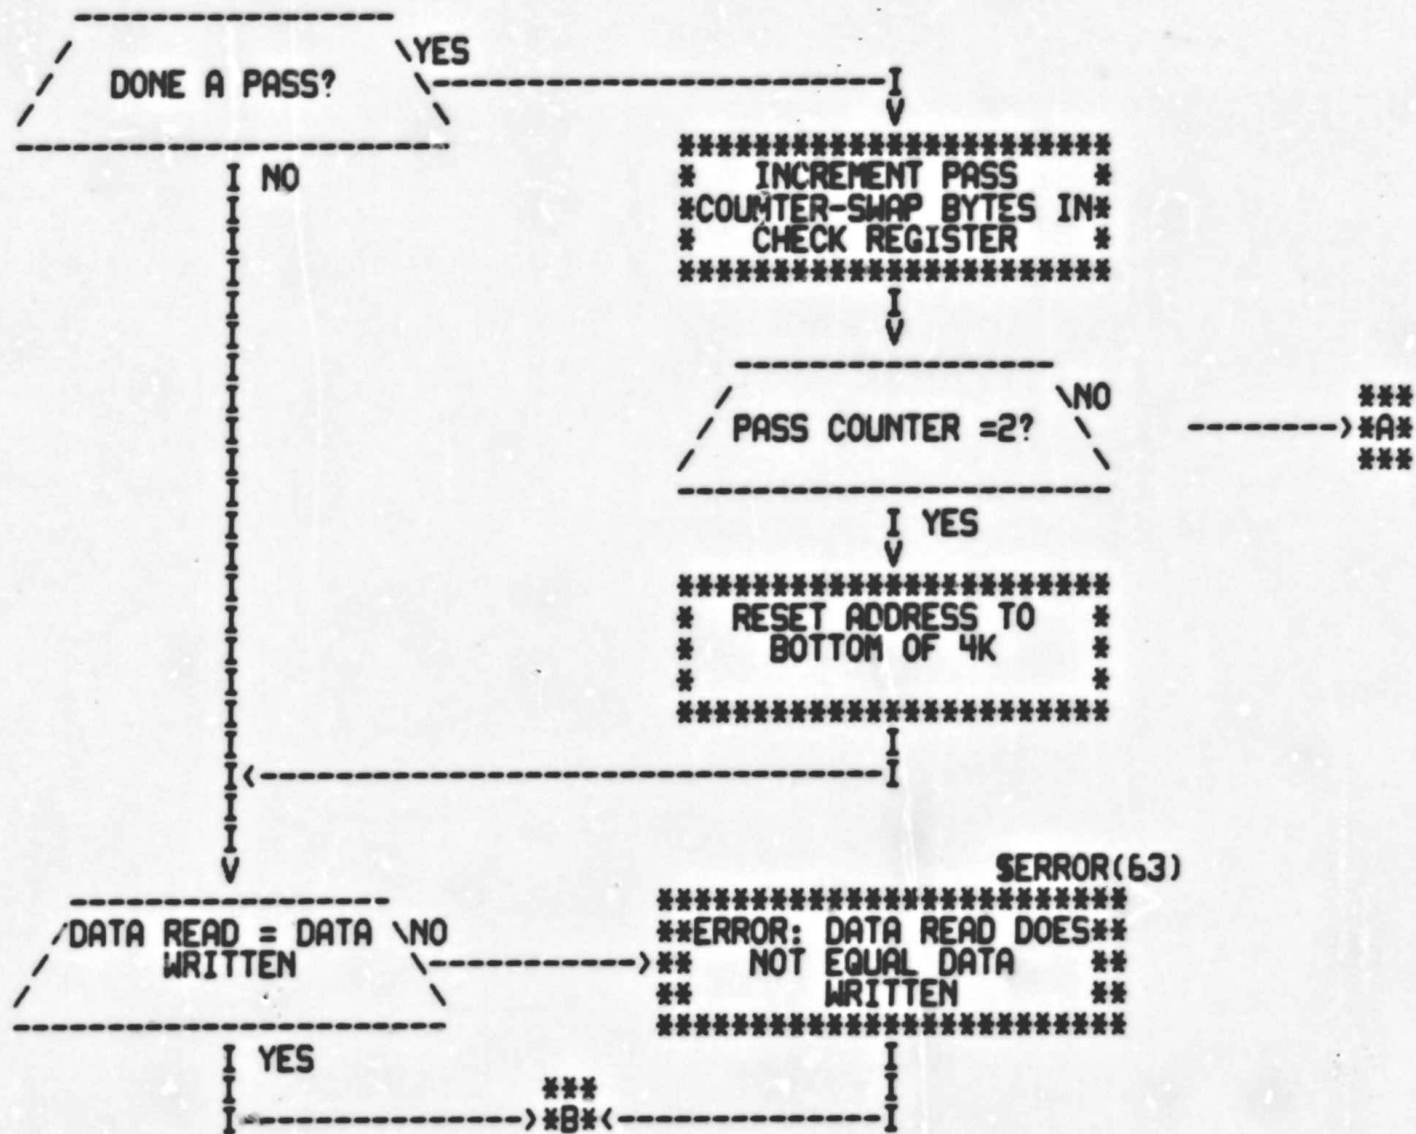 YES
DONE A PASS?
NO
INCREMENT PASS
COUNTER-SWAP BYTES IN
CHECK REGISTER
NO
PASS COUNTER =2?
A
YES
RESET ADDRESS TO
BOTTOM OF 4K
$ERROR(63)
DATA READ = DATA NO
WRITTEN
ERROR: DATA READ DOES
NOT EQUAL DATA
WRITTEN
YES
B